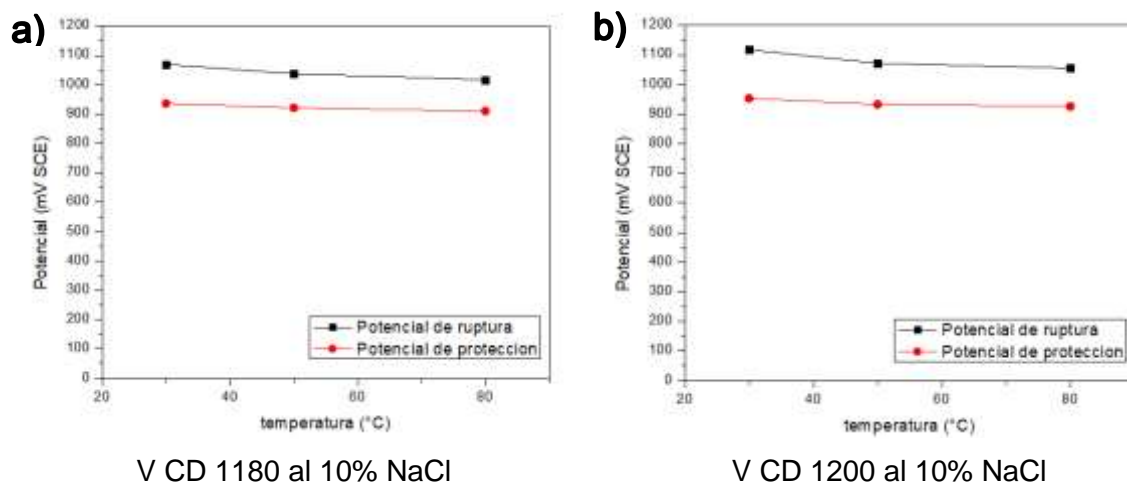 a)
1200
1100
1000
900
800
700
600
500
400
300
200
100
0
Potencial (mV SCE)
Potencial de ruptura
Potencial de proteccion
20 40 60 80
temperatura (°C)
V CD 1180 al 10% NaCl
b)
1200
1100
1000
900
800
700
600
500
400
300
200
100
0
Potencial (mV SCE)
Potencial de ruptura
Potencial de proteccion
20 40 60 80
temperatura (°C)
V CD 1200 al 10% NaCl